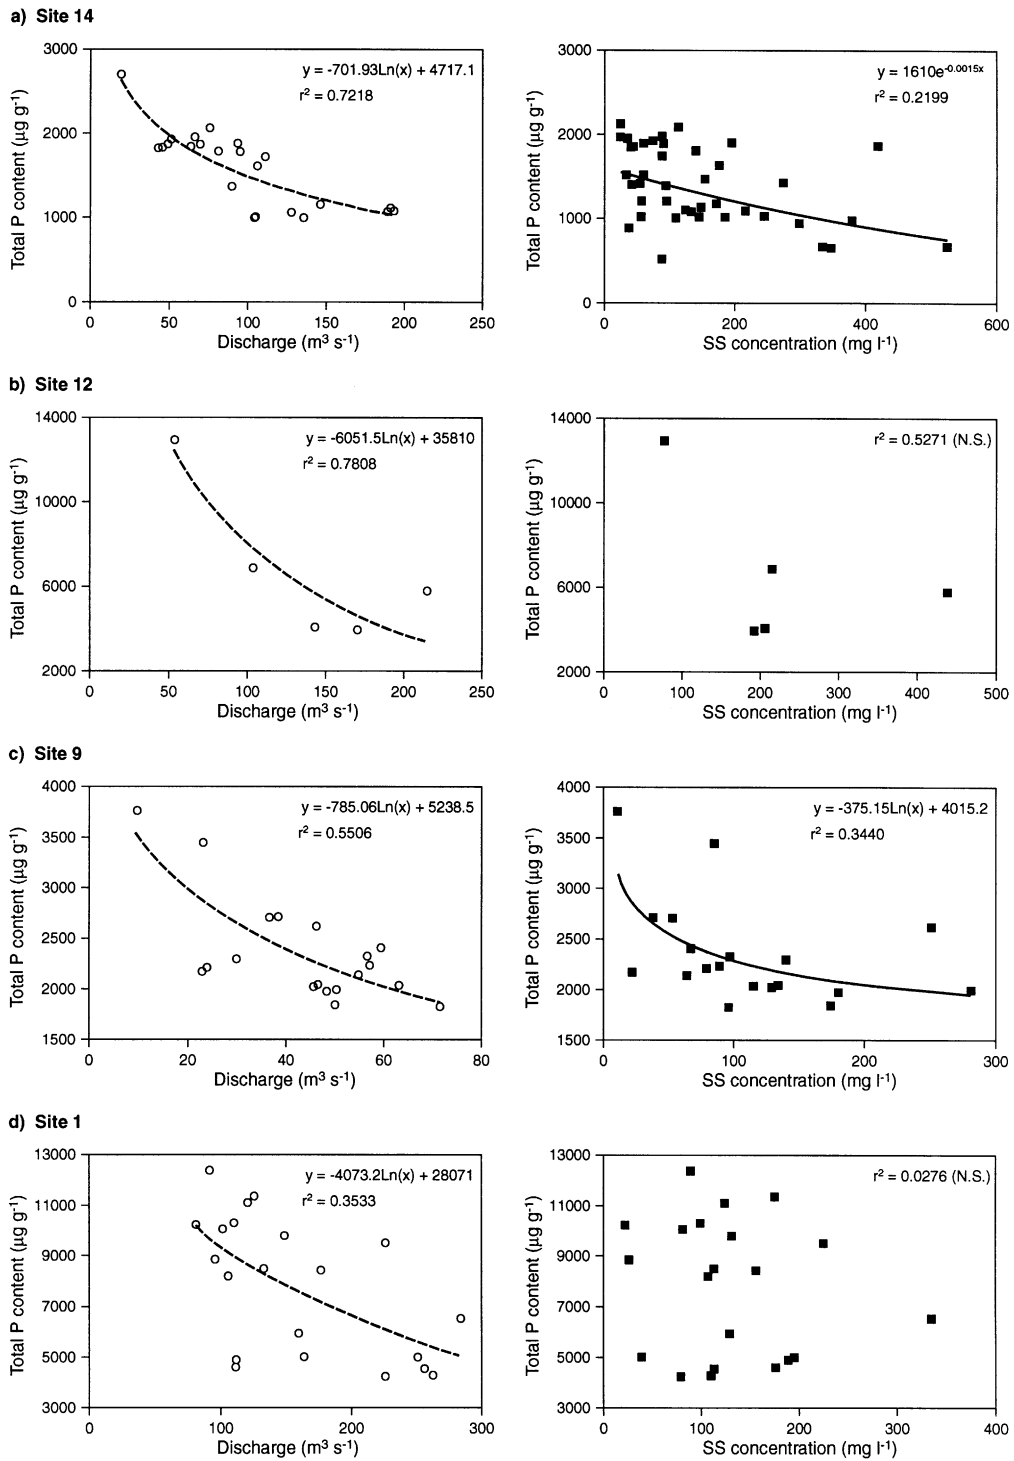 a) Site 14
3000
2000
1000
0
Total P content (µg g⁻¹)
y = -701.93Ln(x) + 4717.1
r² = 0.7218
0 50 100 150 200 250
Discharge (m³ s⁻¹)
3000
2000
1000
0
Total P content (µg g⁻¹)
y = 1610e⁻⁰·⁰⁰¹⁵ˣ
r² = 0.2199
0 200 400 600
SS concentration (mg l⁻¹)
b) Site 12
14000
10000
6000
2000
Total P content (µg g⁻¹)
y = -6051.5Ln(x) + 35810
r² = 0.7808
0 50 100 150 200 250
Discharge (m³ s⁻¹)
14000
10000
6000
2000
Total P content (µg g⁻¹)
r² = 0.5271 (N.S.)
0 100 200 300 400 500
SS concentration (mg l⁻¹)
c) Site 9
4000
3500
3000
2500
2000
1500
Total P content (µg g⁻¹)
y = -785.06Ln(x) + 5238.5
r² = 0.5506
0 20 40 60 80
Discharge (m³ s⁻¹)
4000
3500
3000
2500
2000
1500
Total P content (µg g⁻¹)
y = -375.15Ln(x) + 4015.2
r² = 0.3440
0 100 200 300
SS concentration (mg l⁻¹)
d) Site 1
13000
11000
9000
7000
5000
3000
Total P content (µg g⁻¹)
y = -4073.2Ln(x) + 28071
r² = 0.3533
0 100 200 300
Discharge (m³ s⁻¹)
13000
11000
9000
7000
5000
3000
Total P content (µg g⁻¹)
r² = 0.0276 (N.S.)
0 100 200 300 400
SS concentration (mg l⁻¹)